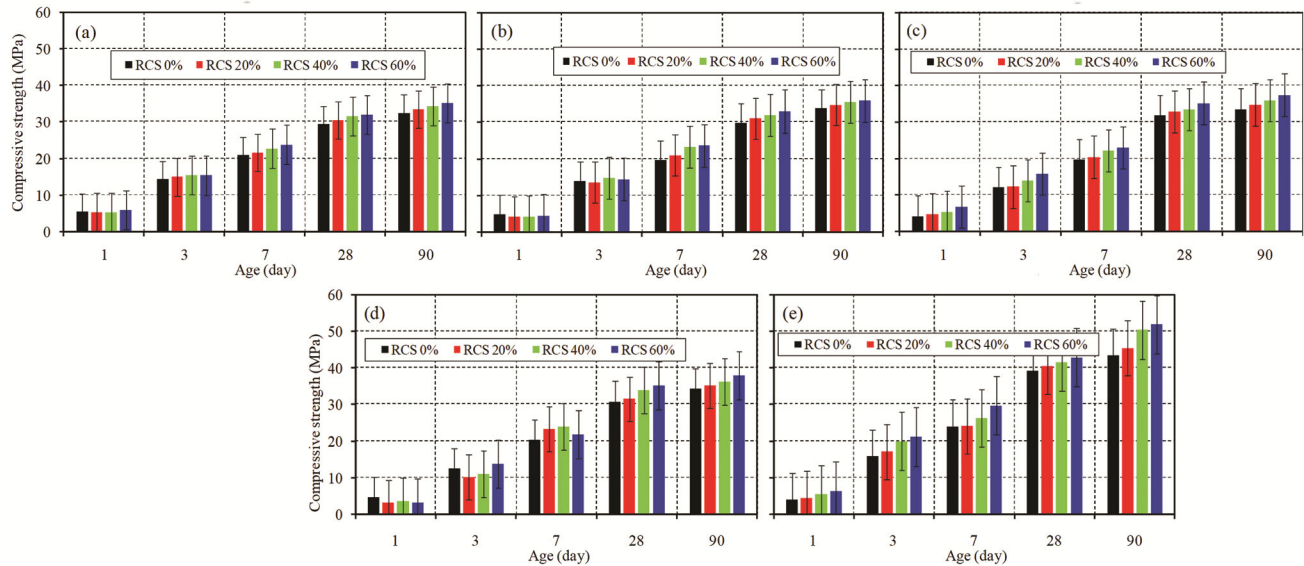 (a)
RCS 0% RCS 20% RCS 40% RCS 60%
Compressive strength (MPa)
60
50
40
30
20
10
0
1 3 7 28 90
Age (day)
(b)
RCS 0% RCS 20% RCS 40% RCS 60%
1 3 7 28 90
Age (day)
(c)
RCS 0% RCS 20% RCS 40% RCS 60%
1 3 7 28 90
Age (day)
(d)
RCS 0% RCS 20% RCS 40% RCS 60%
Compressive strength (MPa)
60
50
40
30
20
10
0
1 3 7 28 90
Age (day)
(e)
RCS 0% RCS 20% RCS 40% RCS 60%
1 3 7 28 90
Age (day)